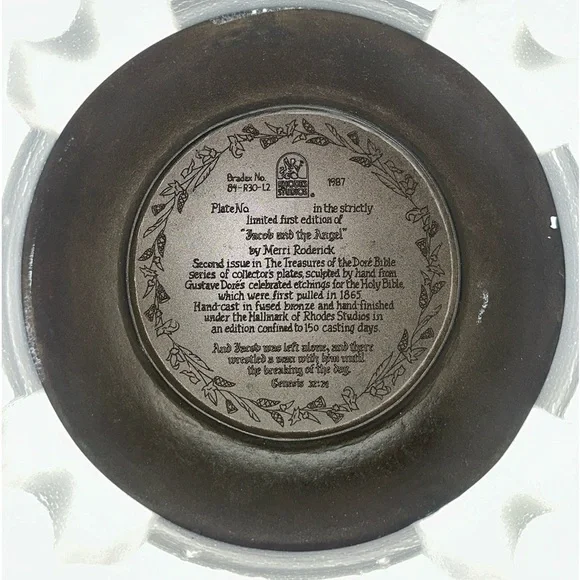 Bradex No.
84-R30-L2
RHODES
STUDIOS
®
1987
Plate No. in the strictly
limited first edition of
"Jacob and the Angel"
by Merri Roderick
Second issue in The Treasures of the Doré Bible
series of collector's plates, sculpted by hand from
Gustave Doré's celebrated etchings for the Holy Bible,
which were first pulled in 1865.
Hand-cast in fused bronze and hand-finished
under the Hallmark of Rhodes Studios in
an edition confined to 150 casting days.
And Jacob was left alone, and there
wrestled a man with him until
the breaking of the day.
Genesis 32:24